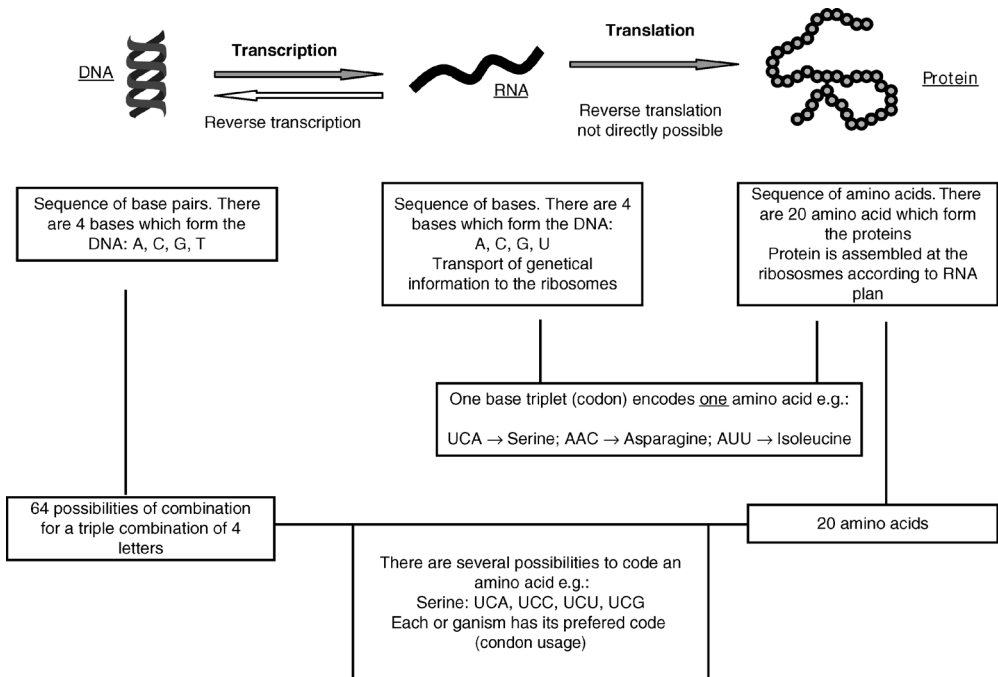 DNA
Transcription
Reverse transcription
RNA
Translation
Reverse translation
not directly possible
Protein
Sequence of base pairs. There
are 4 bases which form the
DNA: A, C, G, T
Sequence of bases. There are 4
bases which form the DNA:
A, C, G, U
Transport of genetical
information to the ribosomes
Sequence of amino acids. There
are 20 amino acid which form
the proteins
Protein is assembled at the
ribososmes according to RNA
plan
One base triplet (codon) encodes one amino acid e.g.:
UCA → Serine; AAC → Asparagine; AUU → Isoleucine
64 possibilities of combination
for a triple combination of 4
letters
20 amino acids
There are several possibilities to code an
amino acid e.g.:
Serine: UCA, UCC, UCU, UCG
Each or ganism has its prefered code
(condon usage)